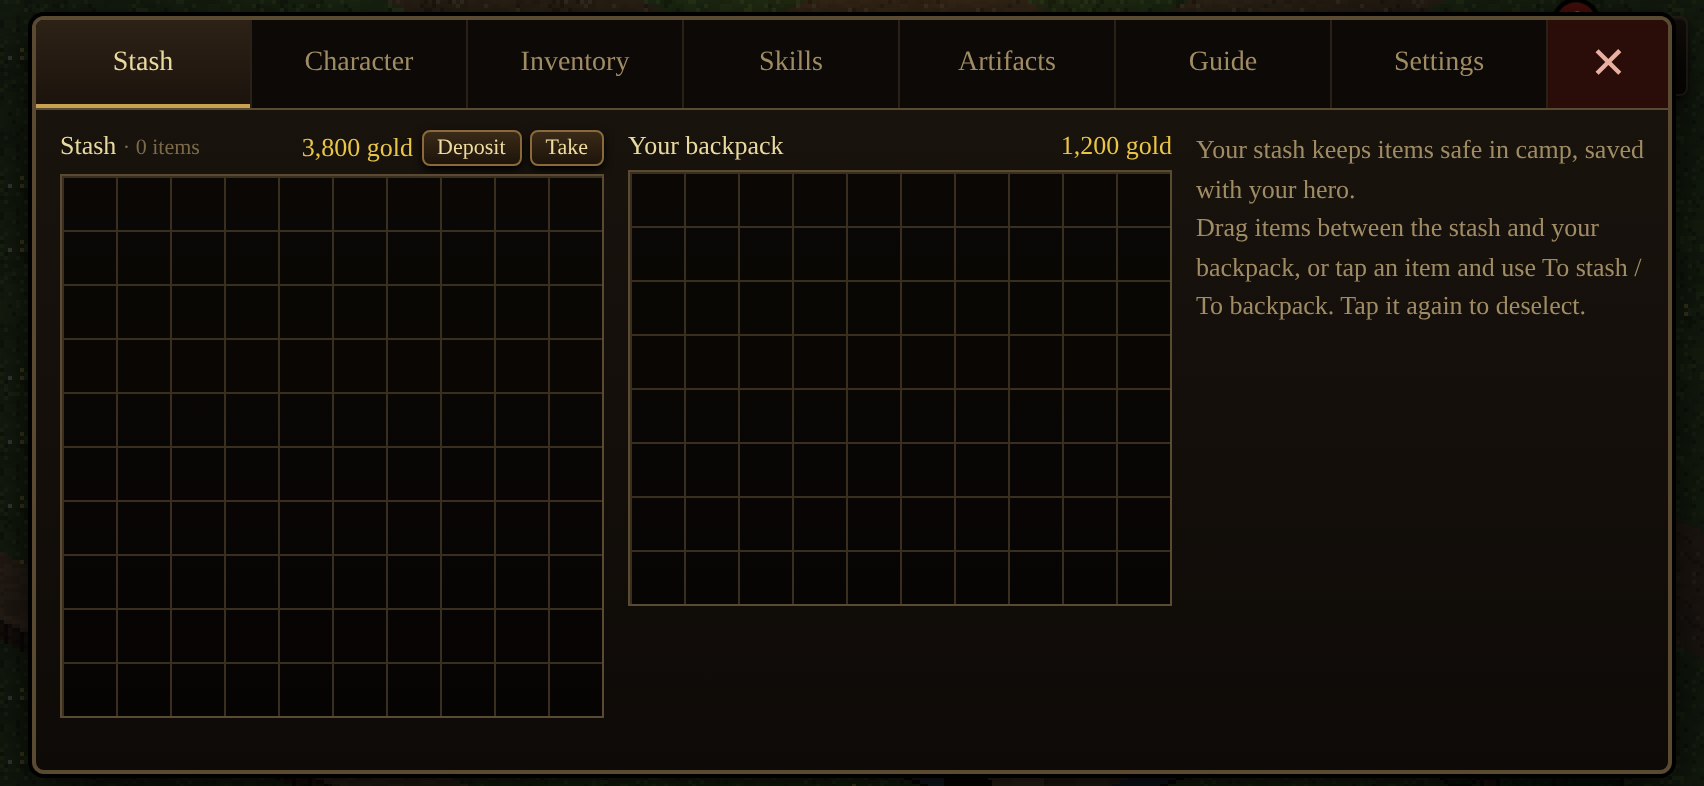 Stash Character Inventory Skills Artifacts Guide Settings ✕
Stash · 0 items 3,800 gold Deposit Take
Your backpack 1,200 gold
Your stash keeps items safe in camp, saved
with your hero.
Drag items between the stash and your
backpack, or tap an item and use To stash /
To backpack. Tap it again to deselect.